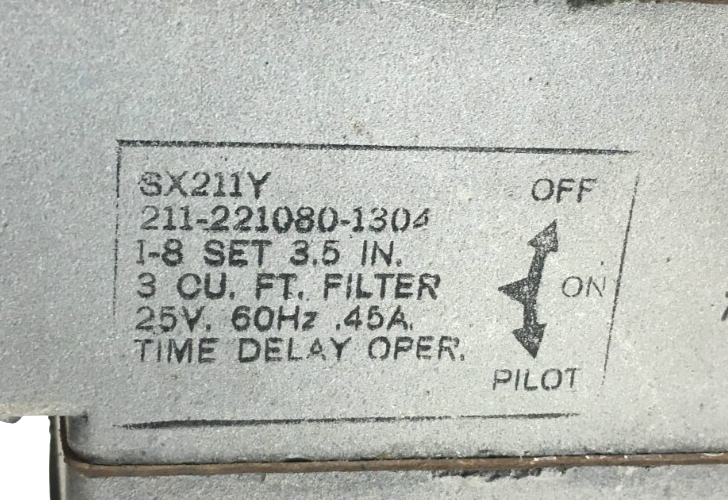 SX211Y
211-221080-1304
1-8 SET 3.5 IN.
3 CU. FT. FILTER
25V. 60Hz .45A.
TIME DELAY OPER.
OFF
ON
PILOT